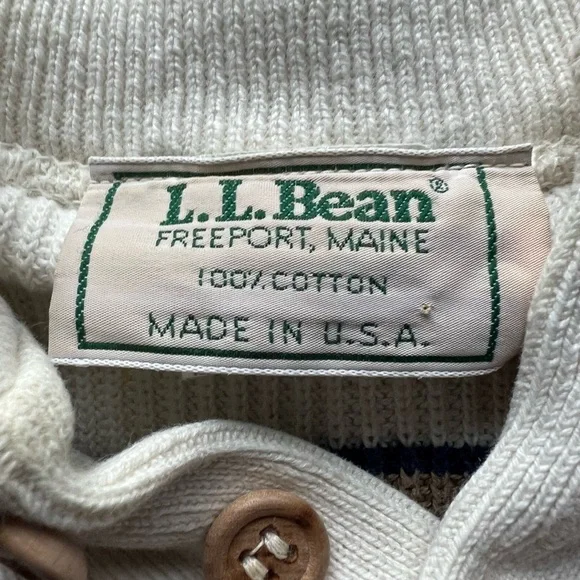 L.L.Bean®
FREEPORT, MAINE
100% COTTON
MADE IN U.S.A.